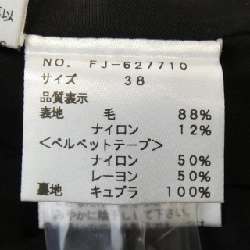 NO. FJ-627710
サイズ 38
品質表示
表地 毛 88%
ナイロン 12%
<ベルベットテープ>
ナイロン 50%
レーヨン 50%
裏地 キュプラ 100%